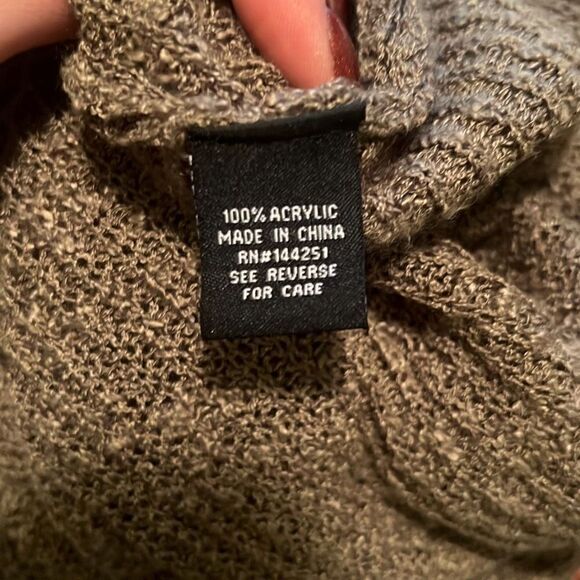 100% ACRYLIC
MADE IN CHINA
RN#144251
SEE REVERSE
FOR CARE